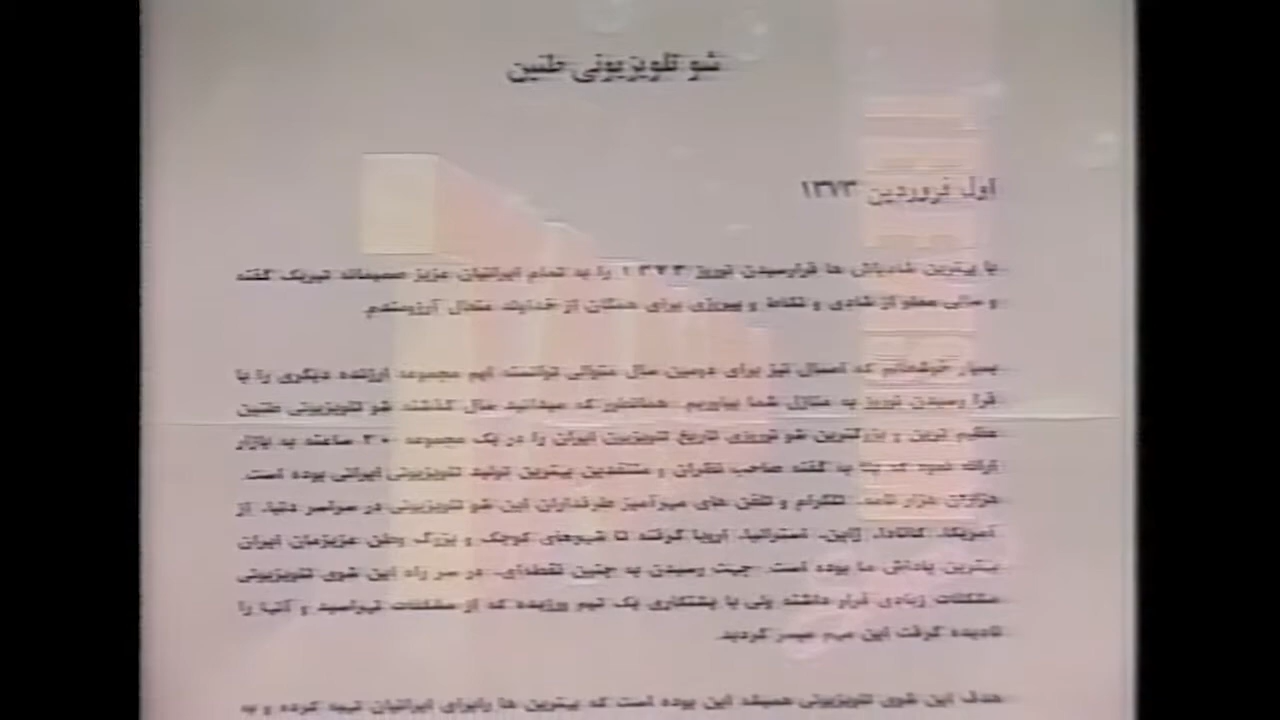 شو تلویزیونی طنین
اول فروردین ۱۳۷۳
با بهترین شادباش ها فرارسیدن نوروز ۱۳۷۳ را به تمام ایرانیان عزیز صمیمانه تبریک گفته
و سالی مملو از شادی و نشاط و پیروزی برای همگان از خداوند متعال آرزومندم.
بسیار خوشحالم که امسال نیز برای دومین سال متوالی توانسته ایم مجموعه ارزنده دیگری را با
فرا رسیدن نوروز به منازل شما بیاوریم. همانطور که میدانید سال گذشته شو تلویزیونی طنین
عظیم ترین و بزرگترین شو نوروزی تاریخ تلویزیون ایران را در یک مجموعه ۲۰ ساعته به بازار
ارائه نمود که بنا به گفته صاحب نظران و منتقدین بهترین تولید تلویزیونی ایرانی بوده است.
هزاران هزار نامه، تلگرام و تلفن های مهرآمیز طرفداران این شو تلویزیونی در سراسر دنیا، از
آمریکا، کانادا، ژاپن، استرالیا، اروپا گرفته تا شهرهای کوچک و بزرگ وطن عزیزمان ایران
بهترین پاداش ما بوده است. جهت رسیدن به چنین نقطه‌ای، در سر راه این شوی تلویزیونی
مشکلات زیادی قرار داشته ولی با پشتکاری یک تیم ورزیده که از مشکلات نهراسید و آنها را
نادیده گرفت این مهم میسر گردید.
هدف این شوی تلویزیونی همیشه این بوده است که بهترین ها رابرای ایرانیان تهیه کرده و به